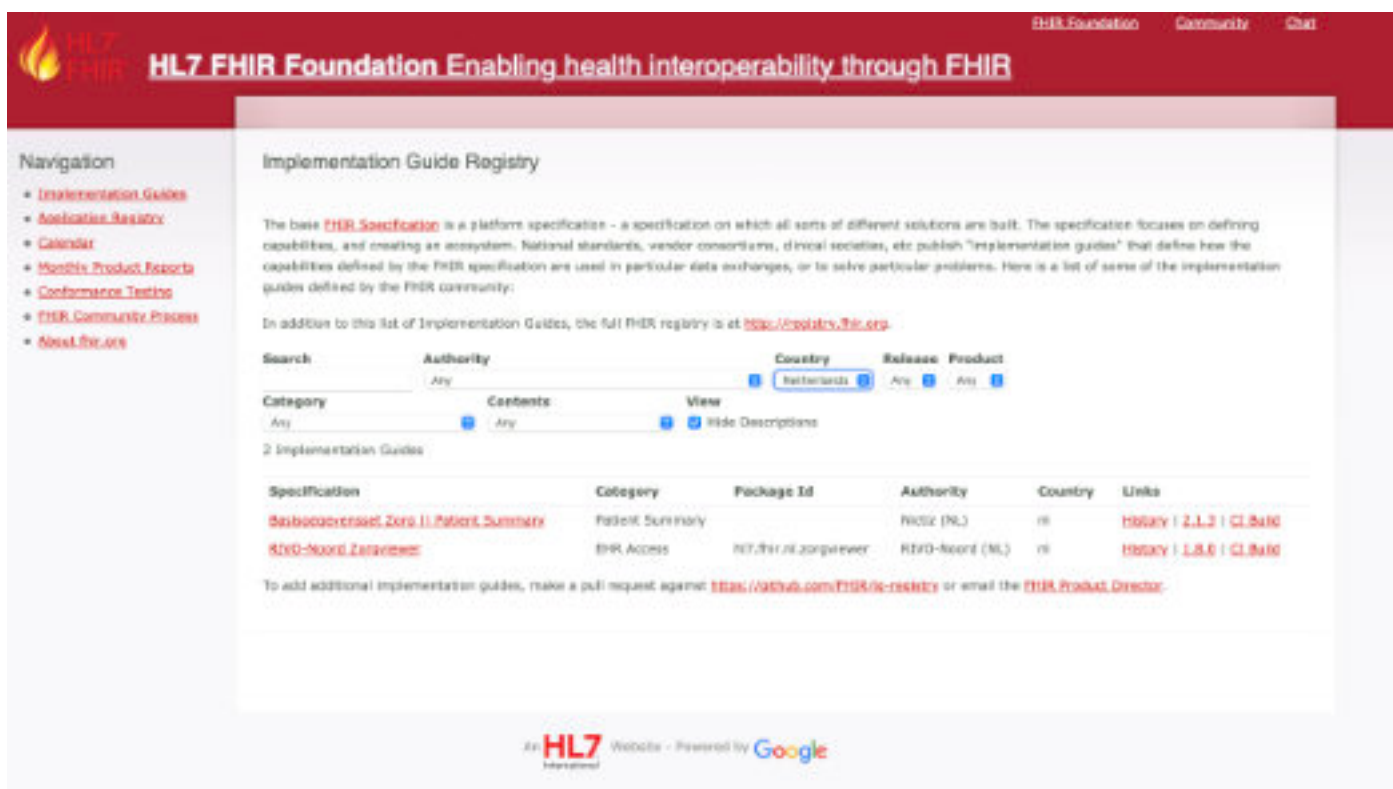 FHIR Foundation Community Chat
HL7 FHIR
HL7 FHIR Foundation Enabling health interoperability through FHIR
Navigation
Implementation Guides
Application Registry
Calendar
Monthly Product Reports
Conformance Testing
FHIR Community Process
About fhir.org
Implementation Guide Registry
The base FHIR Specification is a platform specification - a specification on which all sorts of different solutions are built. The specification focuses on defining
capabilities, and creating an ecosystem. National standards, vendor consortiums, clinical societies, etc publish "implementation guides" that define how the
capabilities defined by the FHIR specification are used in particular data exchanges, or to solve particular problems. Here is a list of some of the implementation
guides defined by the FHIR community:
In addition to this list of Implementation Guides, the full FHIR registry is at http://registry.fhir.org.
Search Authority Country Release Product
Any Netherlands Any Any
Category Contents View
Any Any Hide Descriptions
2 Implementation Guides
Specification Category Package Id Authority Country Links
Basisgegevensset Zorg || Patient Summary Patient Summary Nictiz (NL) nl History | 2.1.3 | CI Build
RIVO-Noord Zorgviewer EHR Access hl7.fhir.nl.zorgviewer RIVO-Noord (NL) nl History | 1.8.0 | CI Build
To add additional implementation guides, make a pull request against https://github.com/FHIR/ig-registry or email the FHIR Product Director.
An HL7 International Website - Powered by Google